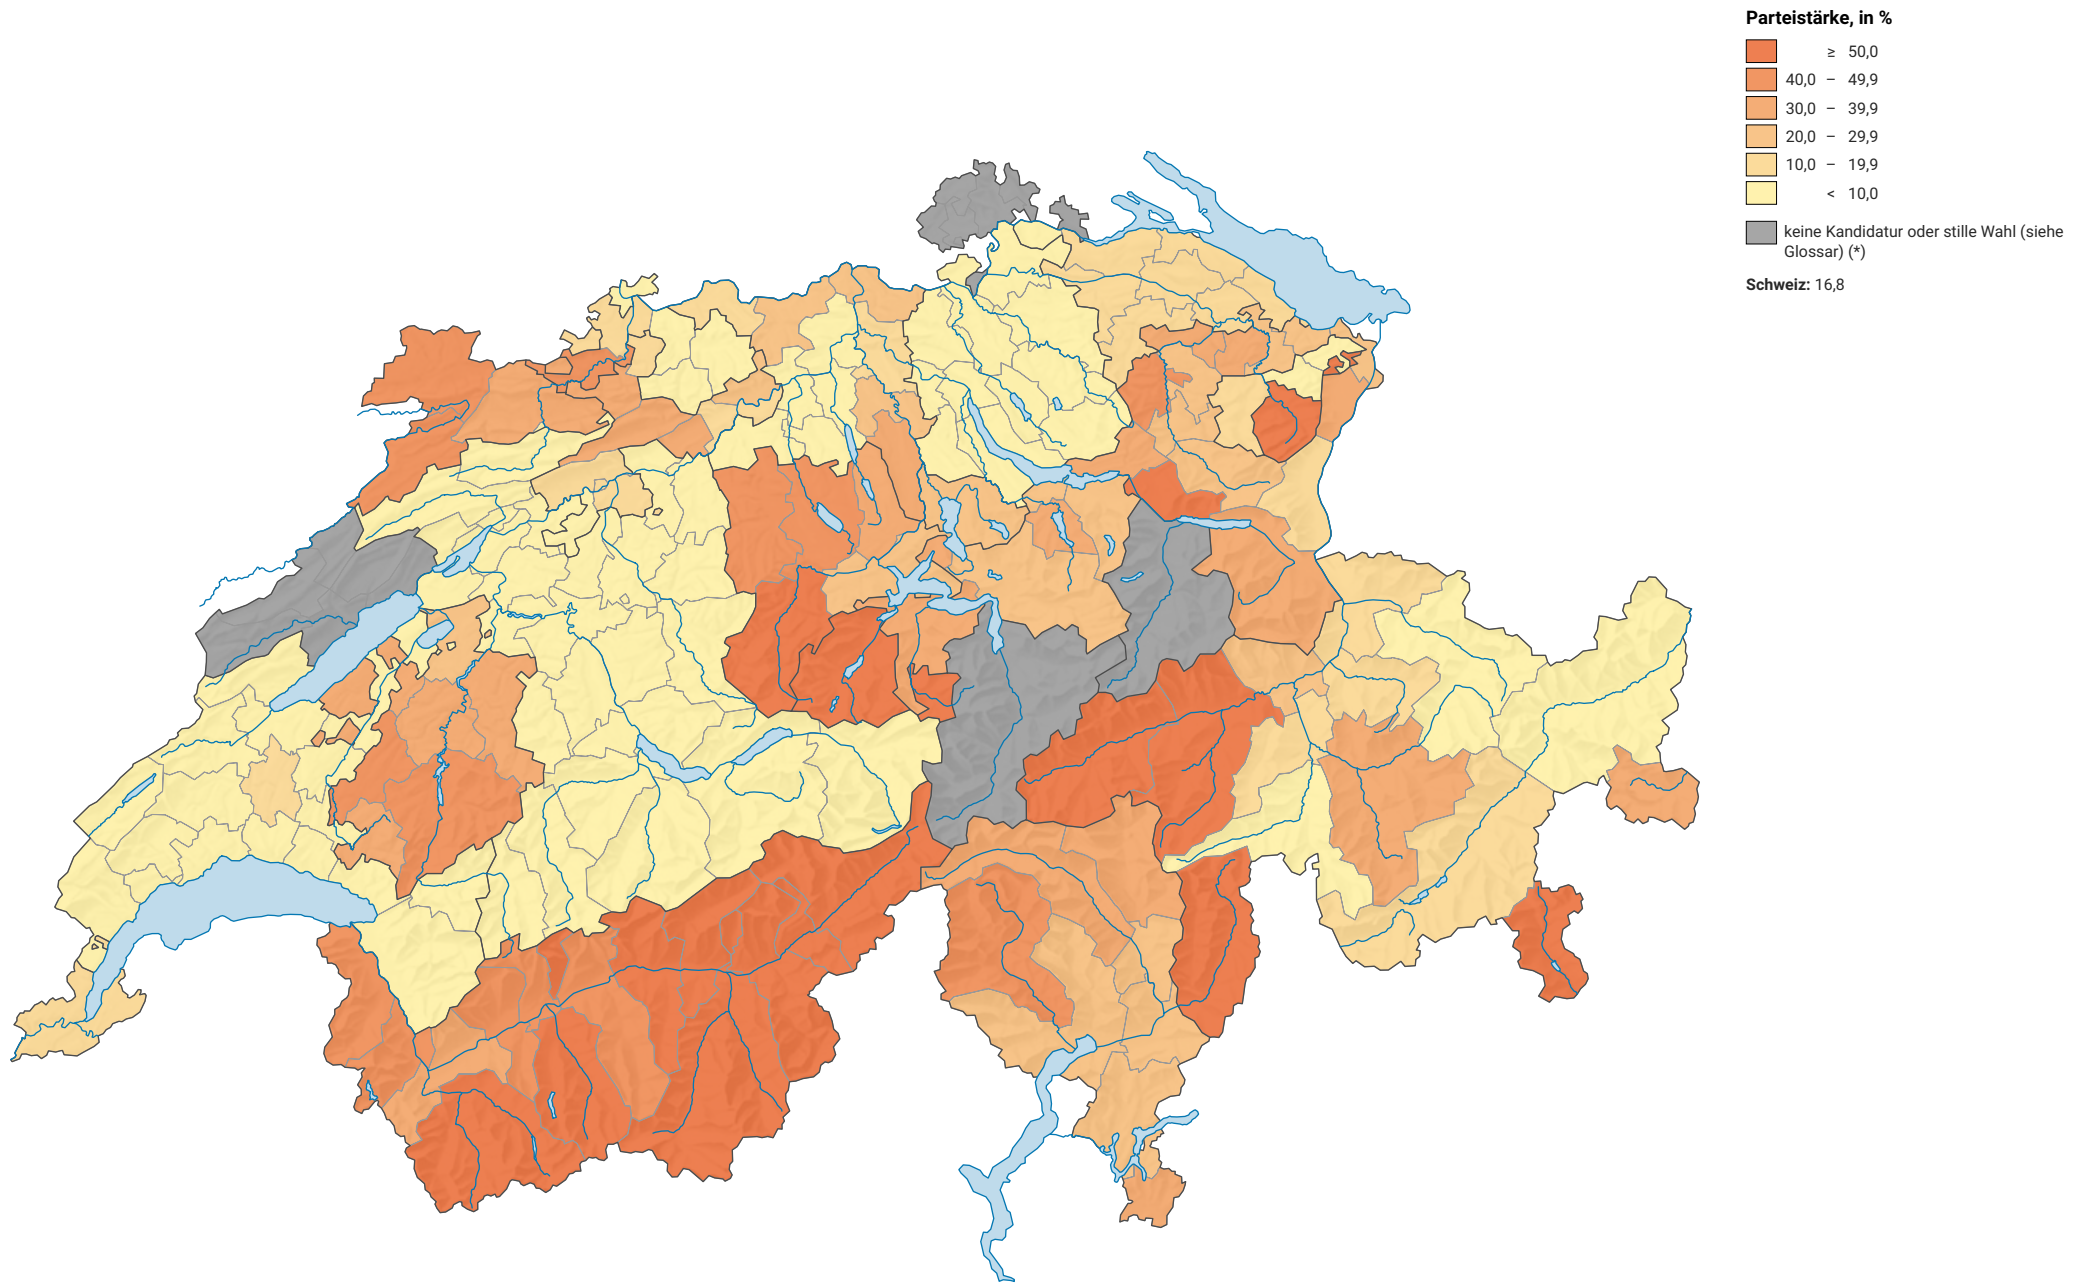 Parteistärke, in %
≥ 50,0
40,0 – 49,9
30,0 – 39,9
20,0 – 29,9
10,0 – 19,9
< 10,0
keine Kandidatur oder stille Wahl (siehe
Glossar) (*)
Schweiz: 16,8